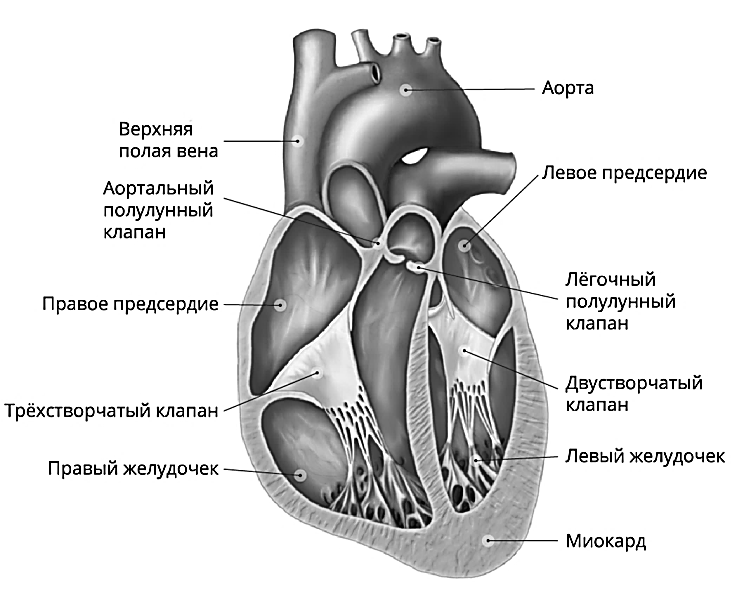 Аорта
Верхняя
полая вена
Левое предсердие
Аортальный
полулунный
клапан
Лёгочный
полулунный
клапан
Правое предсердие
Двустворчатый
клапан
Трёхстворчатый клапан
Левый желудочек
Правый желудочек
Миокард